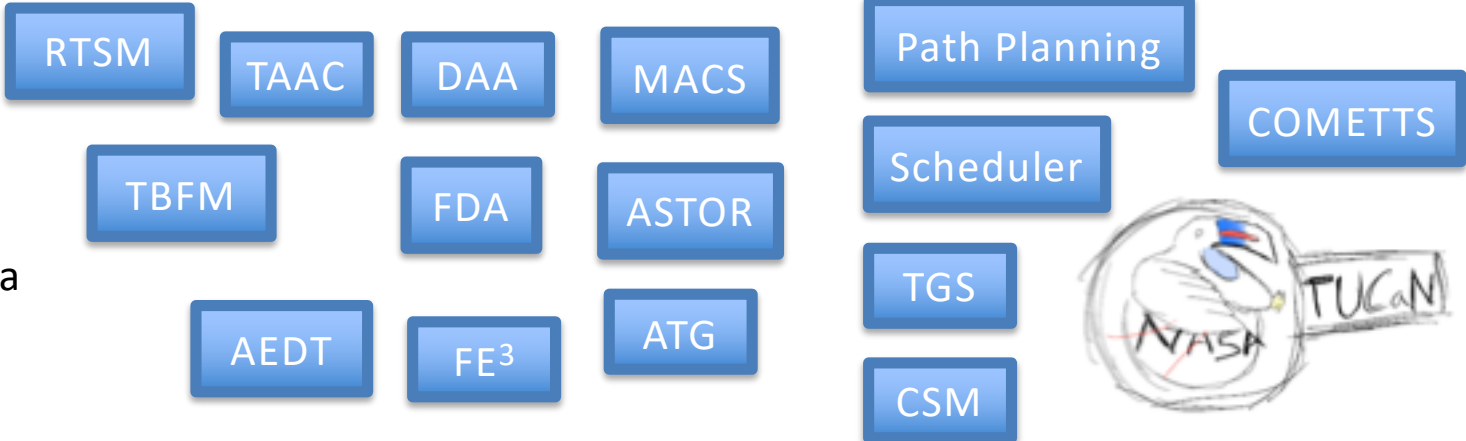 RTSM
TAAC
DAA
MACS
Path Planning
COMETTS
TBFM
FDA
ASTOR
Scheduler
a
AEDT
FE³
ATG
TGS
CSM
NASA
TUCaN